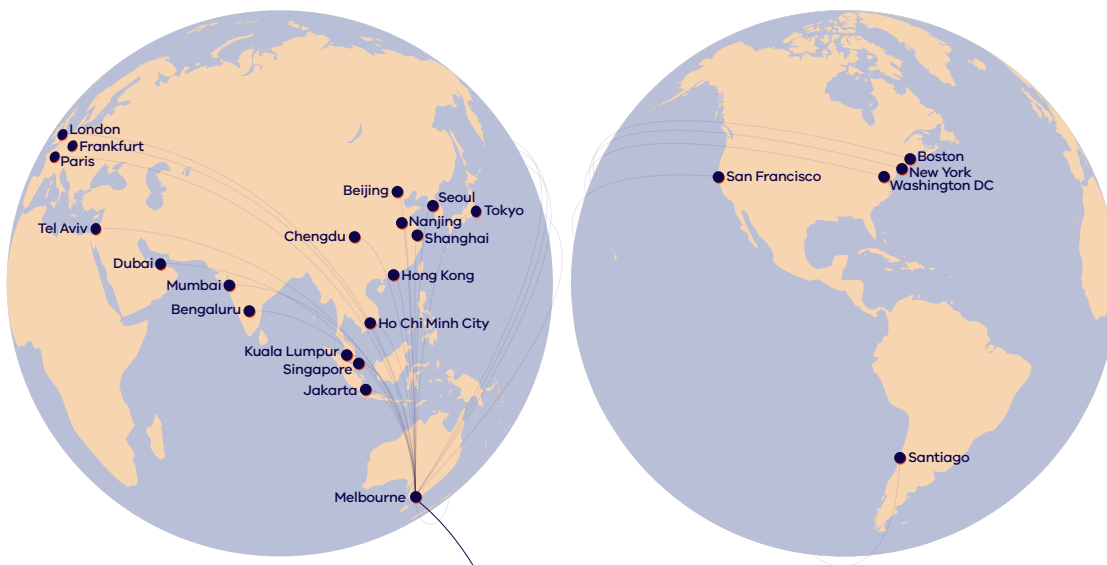 London
Frankfurt
Paris
Beijing
Seoul
Tokyo
Nanjing
Tel Aviv
Chengdu
Shanghai
Dubai
Hong Kong
Mumbai
Bengaluru
Ho Chi Minh City
Kuala Lumpur
Singapore
Jakarta
Melbourne
Boston
New York
San Francisco
Washington DC
Santiago